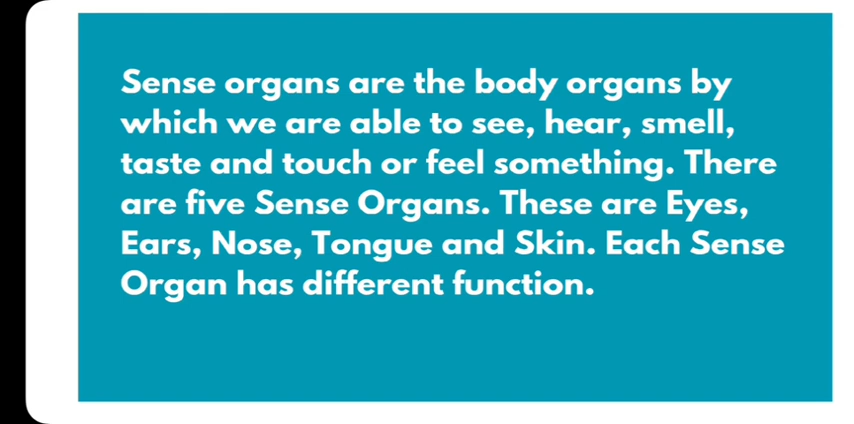 Sense organs are the body organs by
which we are able to see, hear, smell,
taste and touch or feel something. There
are five Sense Organs. These are Eyes,
Ears, Nose, Tongue and Skin. Each Sense
Organ has different function.